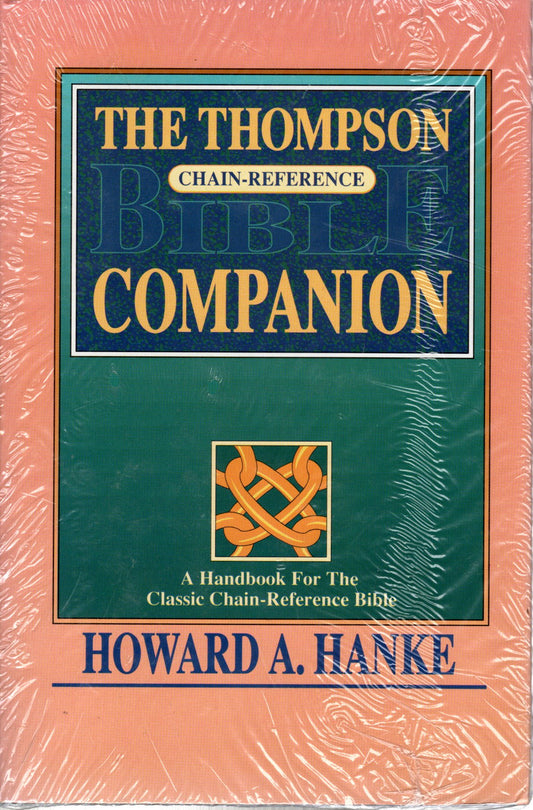 THE THOMPSON
CHAIN-REFERENCE
BIBLE
COMPANION
A Handbook For The
Classic Chain-Reference Bible
HOWARD A. HANKE